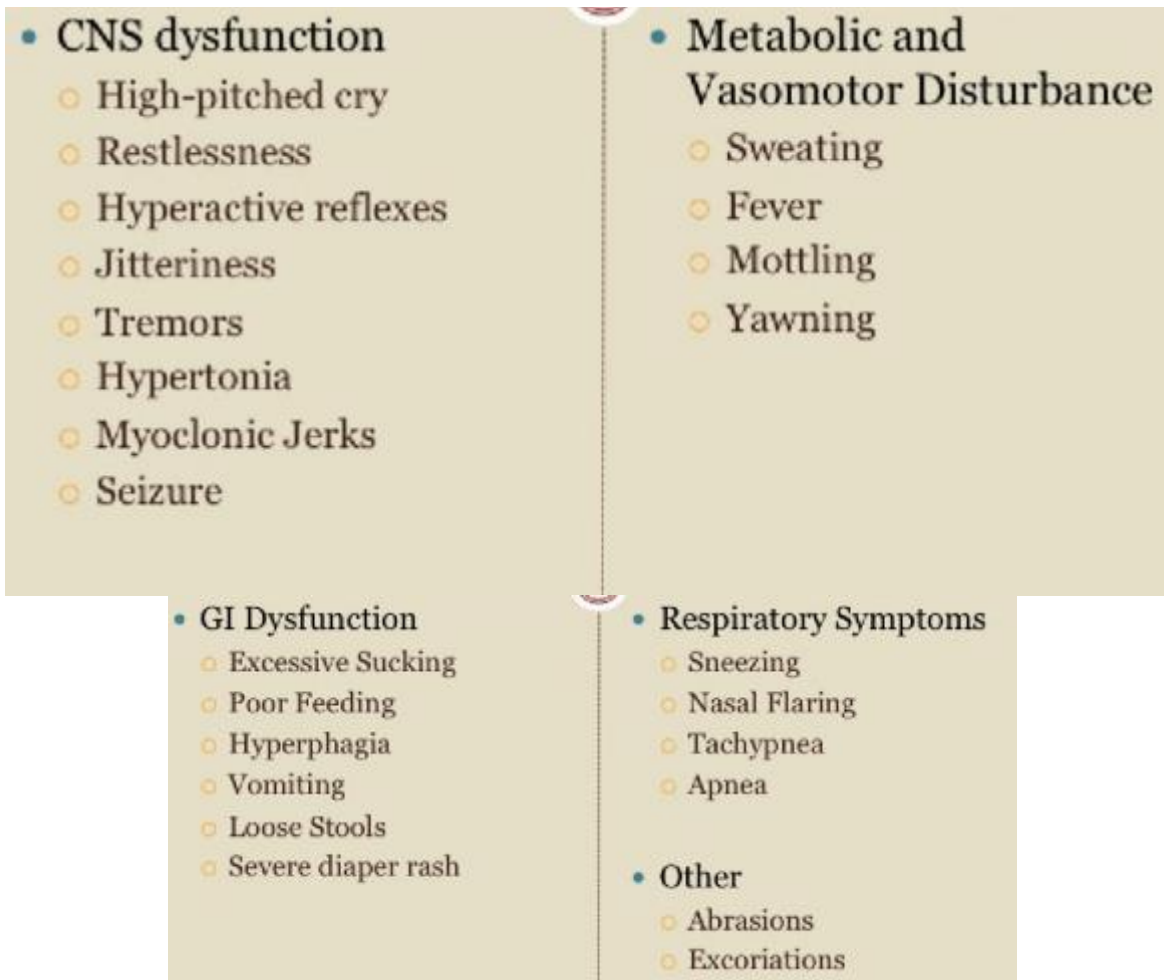 CNS dysfunction
High-pitched cry
Restlessness
Hyperactive reflexes
Jitteriness
Tremors
Hypertonia
Myoclonic Jerks
Seizure
Metabolic and
Vasomotor Disturbance
Sweating
Fever
Mottling
Yawning
GI Dysfunction
Excessive Sucking
Poor Feeding
Hyperphagia
Vomiting
Loose Stools
Severe diaper rash
Respiratory Symptoms
Sneezing
Nasal Flaring
Tachypnea
Apnea
Other
Abrasions
Excoriations